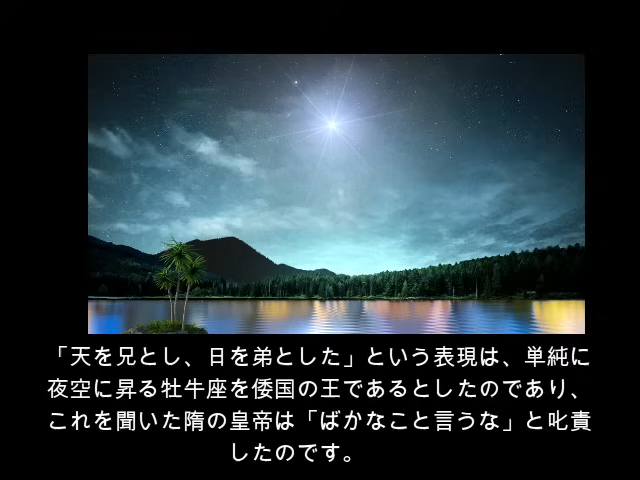 「天を兄とし、日を弟とした」という表現は、単純に
夜空に昇る牡牛座を倭国の王であるとしたのであり、
これを聞いた隋の皇帝は「ばかなこと言うな」と叱責
したのです。